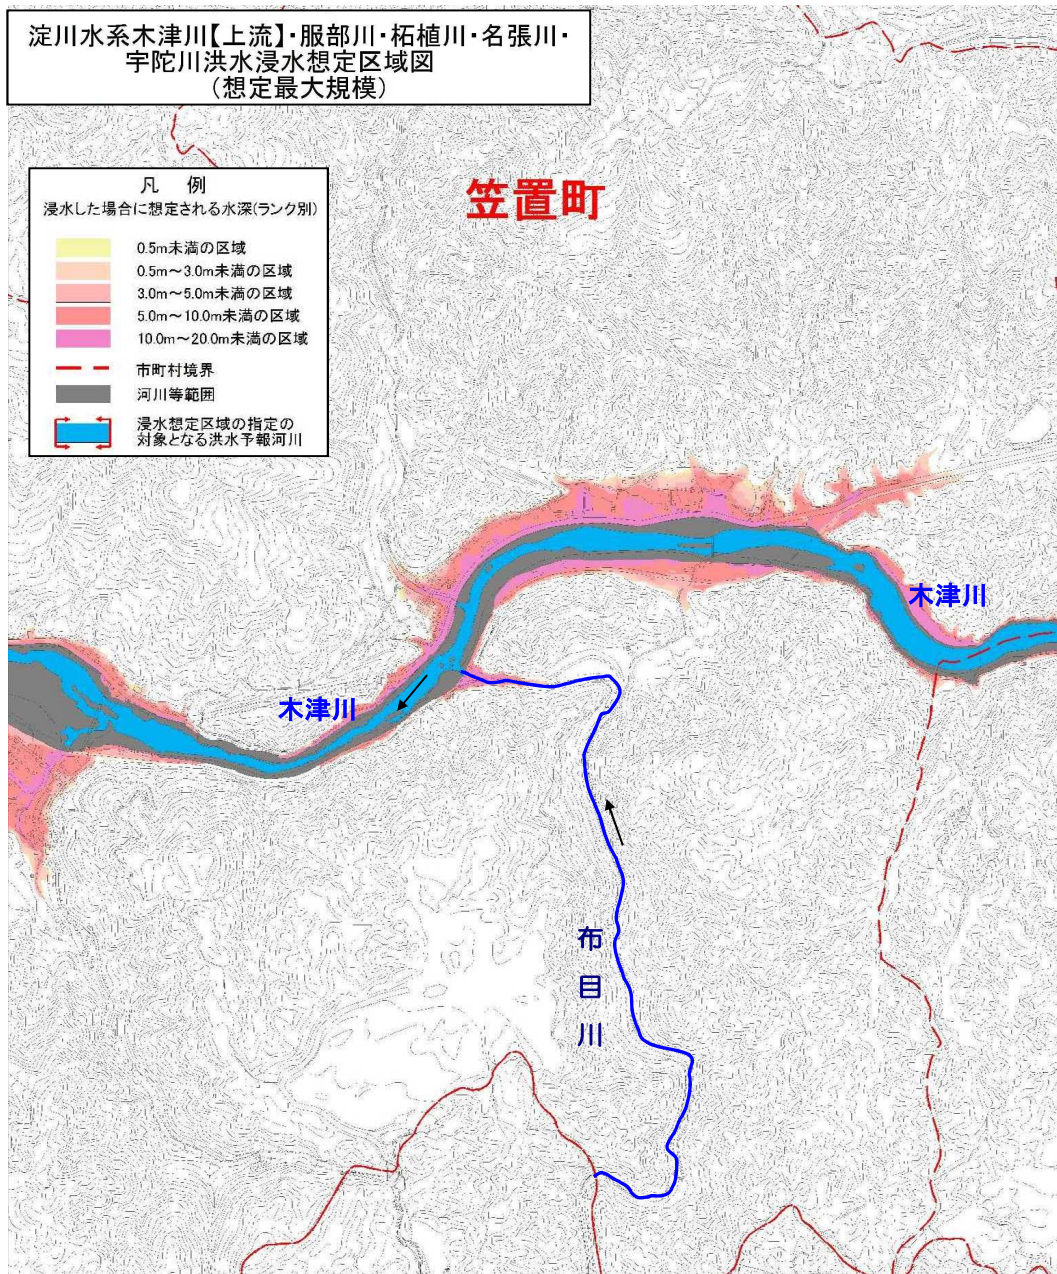 淀川水系木津川【上流】・服部川・柘植川・名張川・
宇陀川洪水浸水想定区域図
(想定最大規模)
凡 例
浸水した場合に想定される水深(ランク別)
0.5m未満の区域
0.5m～3.0m未満の区域
3.0m～5.0m未満の区域
5.0m～10.0m未満の区域
10.0m～20.0m未満の区域
市町村境界
河川等範囲
浸水想定区域の指定の
対象となる洪水予報河川
笠置町
木津川
木津川
布目川